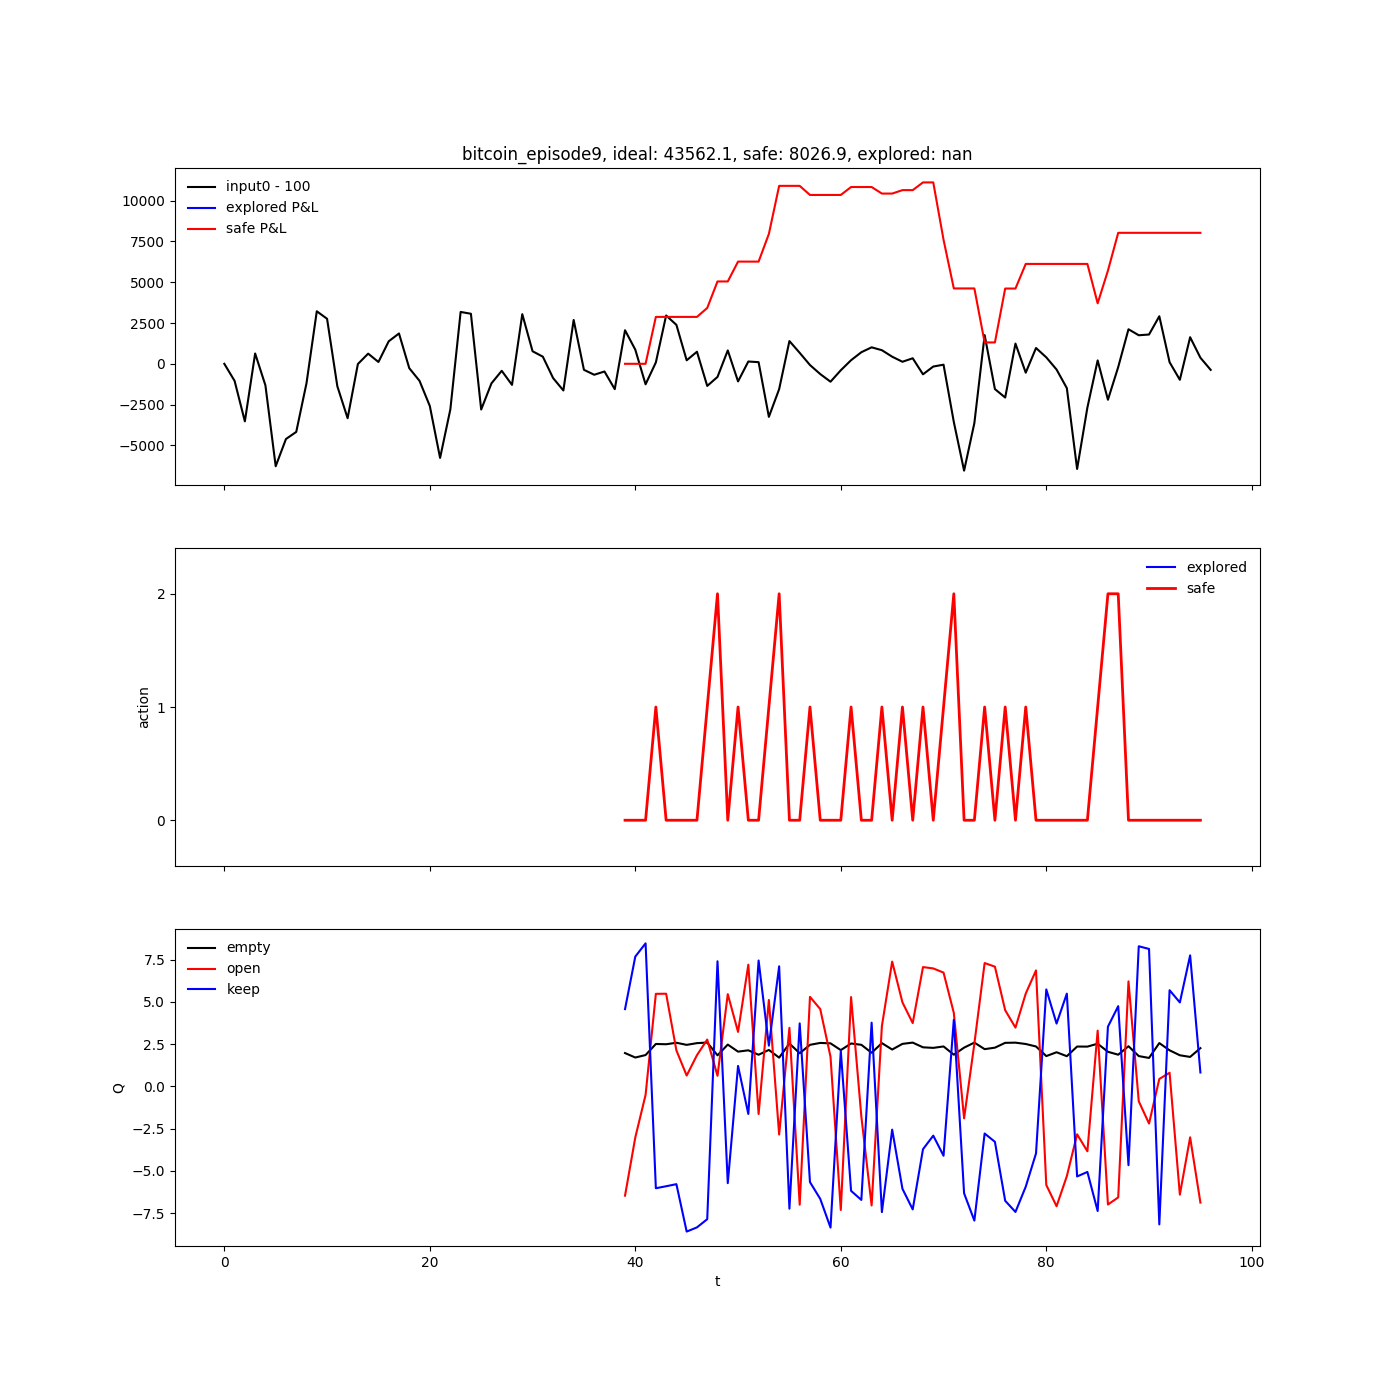 bitcoin_episode9, ideal: 43562.1, safe: 8026.9, explored: nan
input0 - 100
explored P&L
safe P&L
10000
7500
5000
2500
0
−2500
−5000
explored
safe
2
1
0
action
empty
open
keep
7.5
5.0
2.5
0.0
−2.5
−5.0
−7.5
Q
0 20 40 60 80 100
t